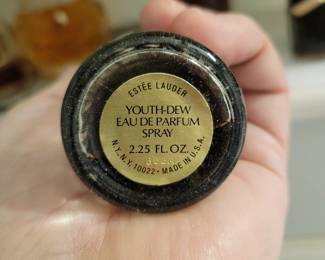 ESTĒE LAUDER
YOUTH-DEW
EAU DE PARFUM
SPRAY
2.25 FL. OZ.
N.Y., N.Y. 10022 • MADE IN U.S.A.